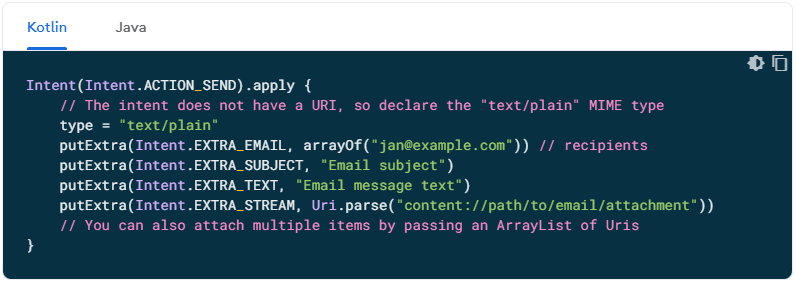 Kotlin Java
Intent(Intent.ACTION_SEND).apply {
    // The intent does not have a URI, so declare the "text/plain" MIME type
    type = "text/plain"
    putExtra(Intent.EXTRA_EMAIL, arrayOf("jan@example.com")) // recipients
    putExtra(Intent.EXTRA_SUBJECT, "Email subject")
    putExtra(Intent.EXTRA_TEXT, "Email message text")
    putExtra(Intent.EXTRA_STREAM, Uri.parse("content://path/to/email/attachment"))
    // You can also attach multiple items by passing an ArrayList of Uris
}